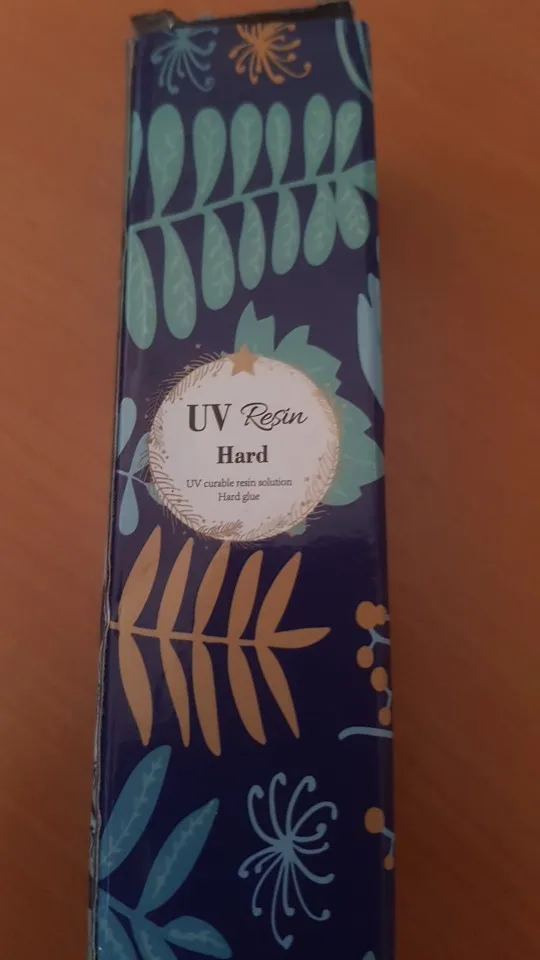 UV Resin
Hard
UV curable resin solution
Hard glue